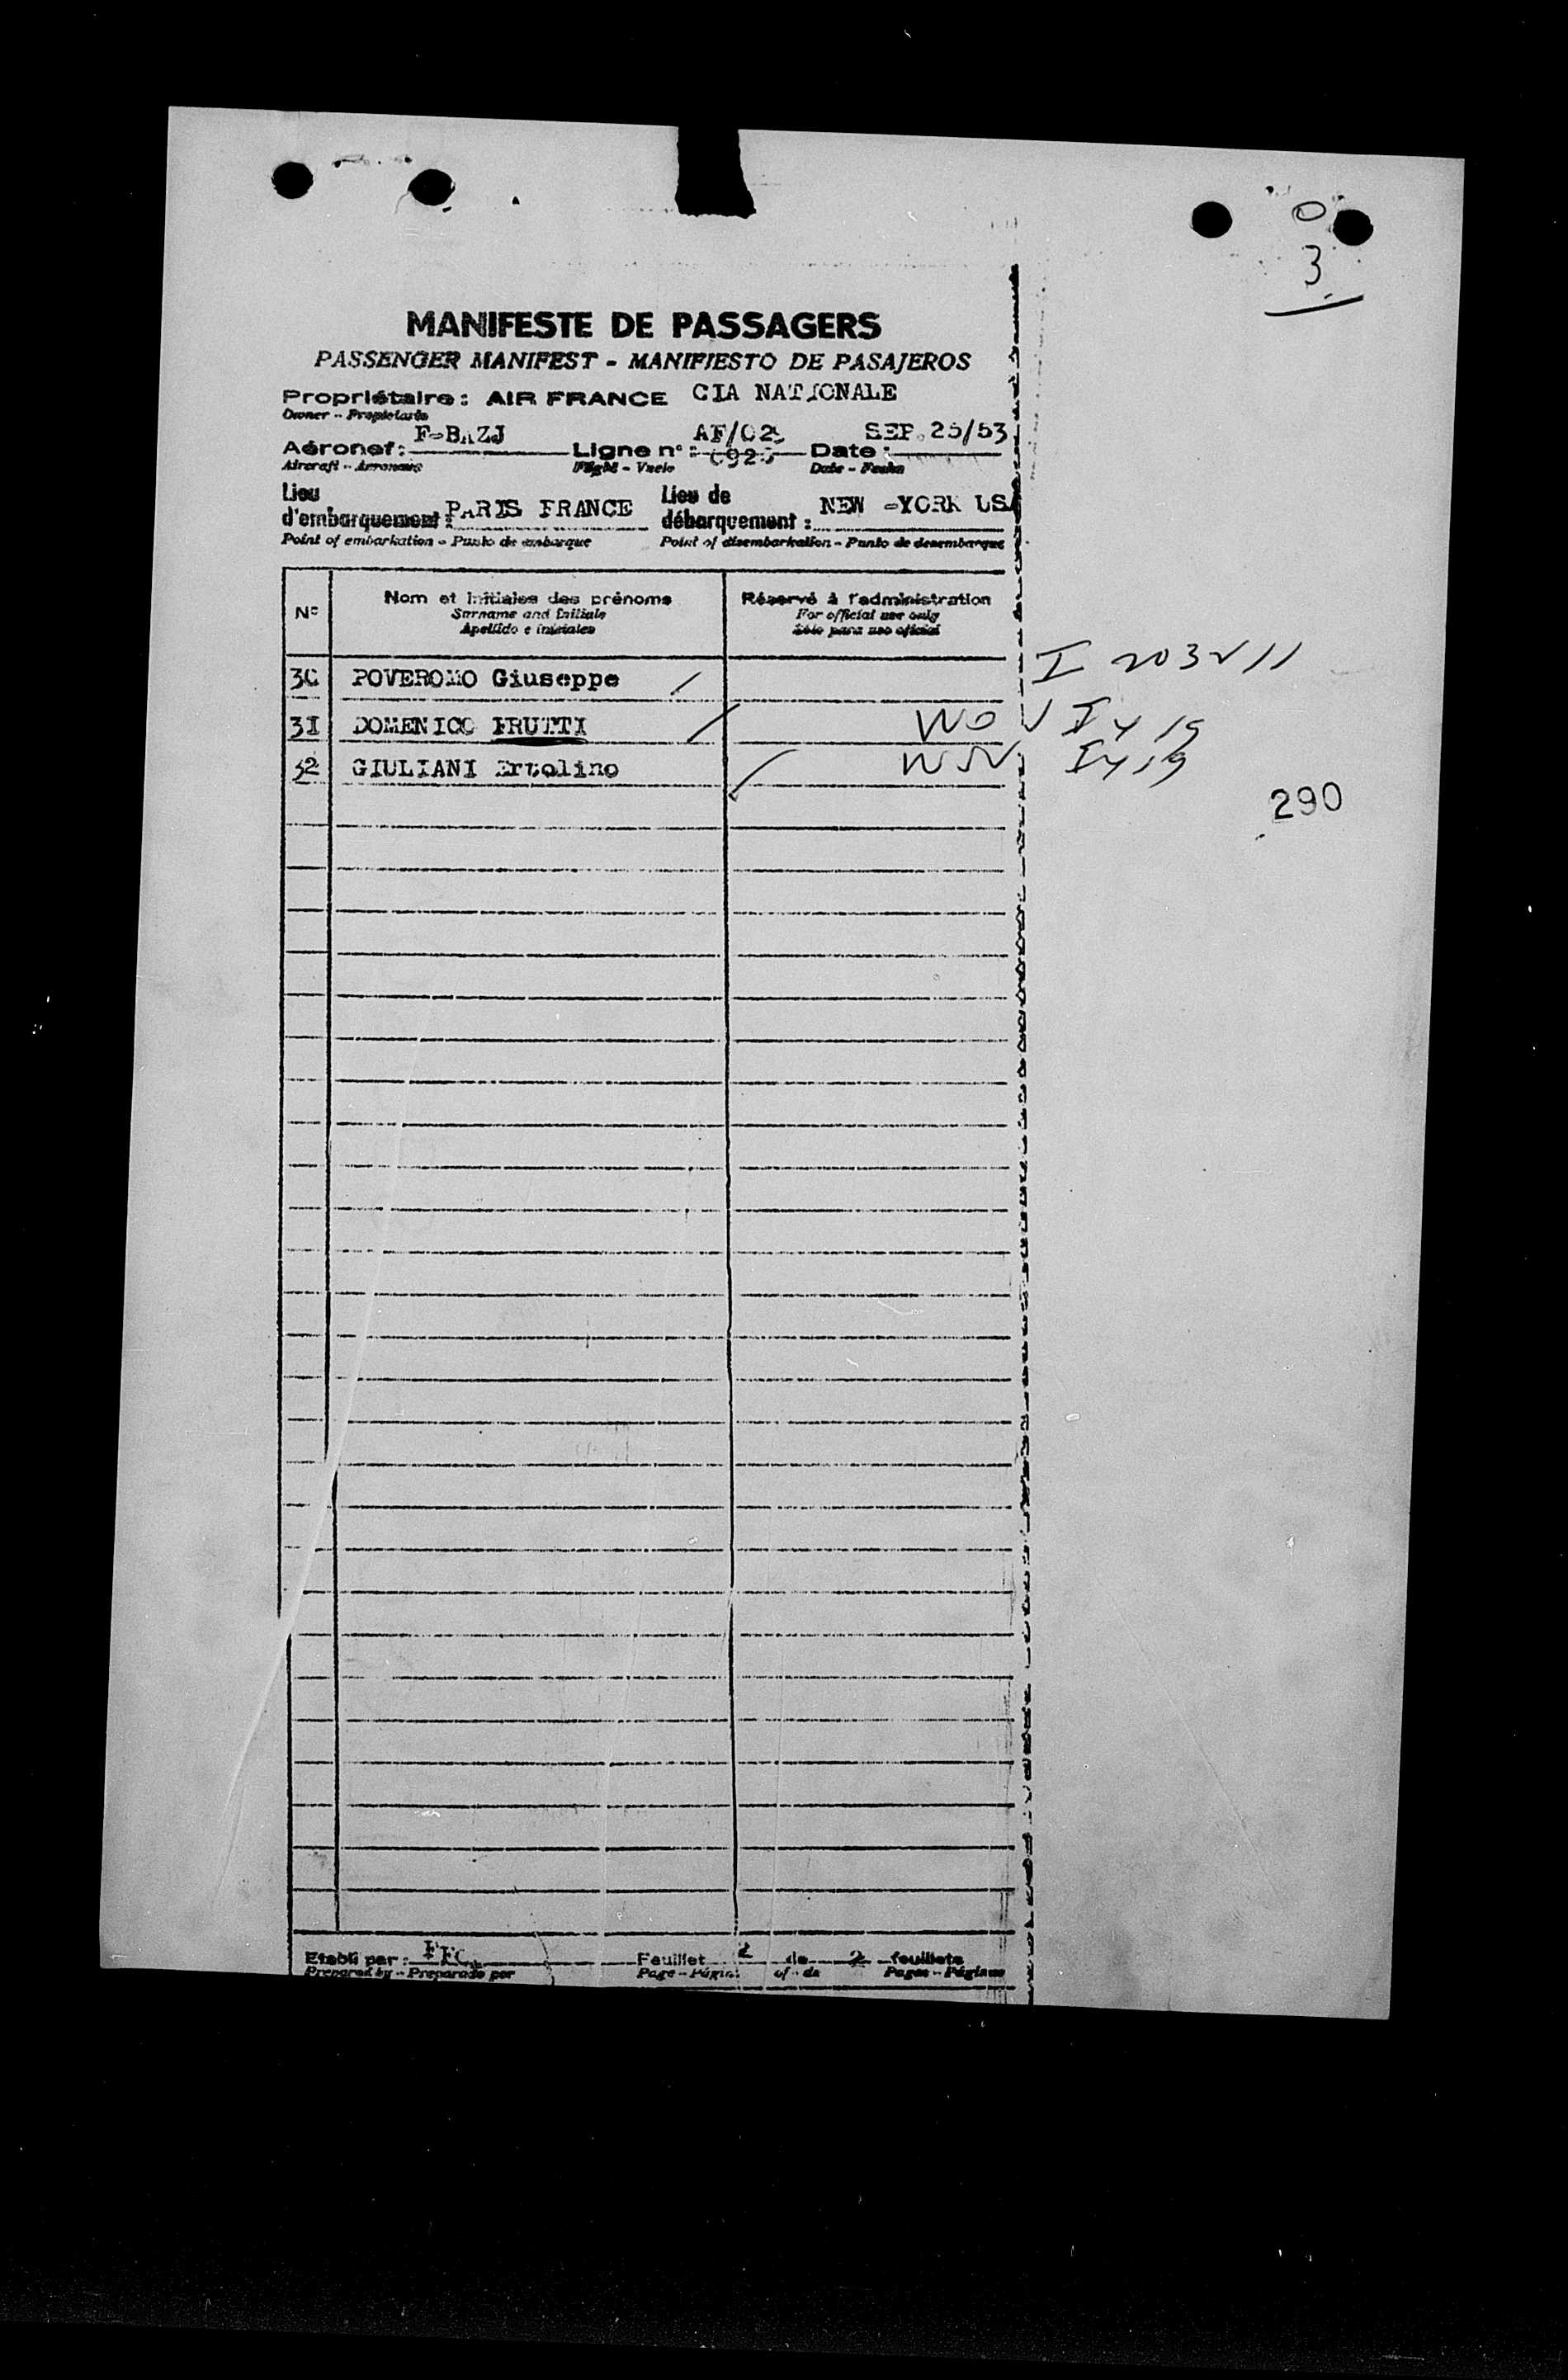 0
3
MANIFESTE DE PASSAGERS
PASSENGER MANIFEST - MANIFIESTO DE PASAJEROS
Propriétaire : AIR FRANCE CIA NATIONALE
Owner - Propietario
Aéronef : F-BAZJ Ligne n° : AF/025 Date : SEP. 25/53
Aircraft - Aeronave Flight - Vuelo Date - Fecha
Lieu d'embarquement : PARIS FRANCE Lieu de débarquement : NEW -YORK USA
Point of embarkation - Punto de embarque Point of disembarkation - Punto de desembarque
N° Nom et initiales des prénoms Réservé à l'administration
Surname and initials For official use only
Apellido e iniciales Sólo para uso oficial
30 POVEROMO Giuseppe
31 DOMENICO FRUTTI
32 GIULIANI Ertolino
290
Etabli par : Feuillet 2 de 2 feuillets
Prepared by - Preparado por Page - Página of - de Pages - Páginas